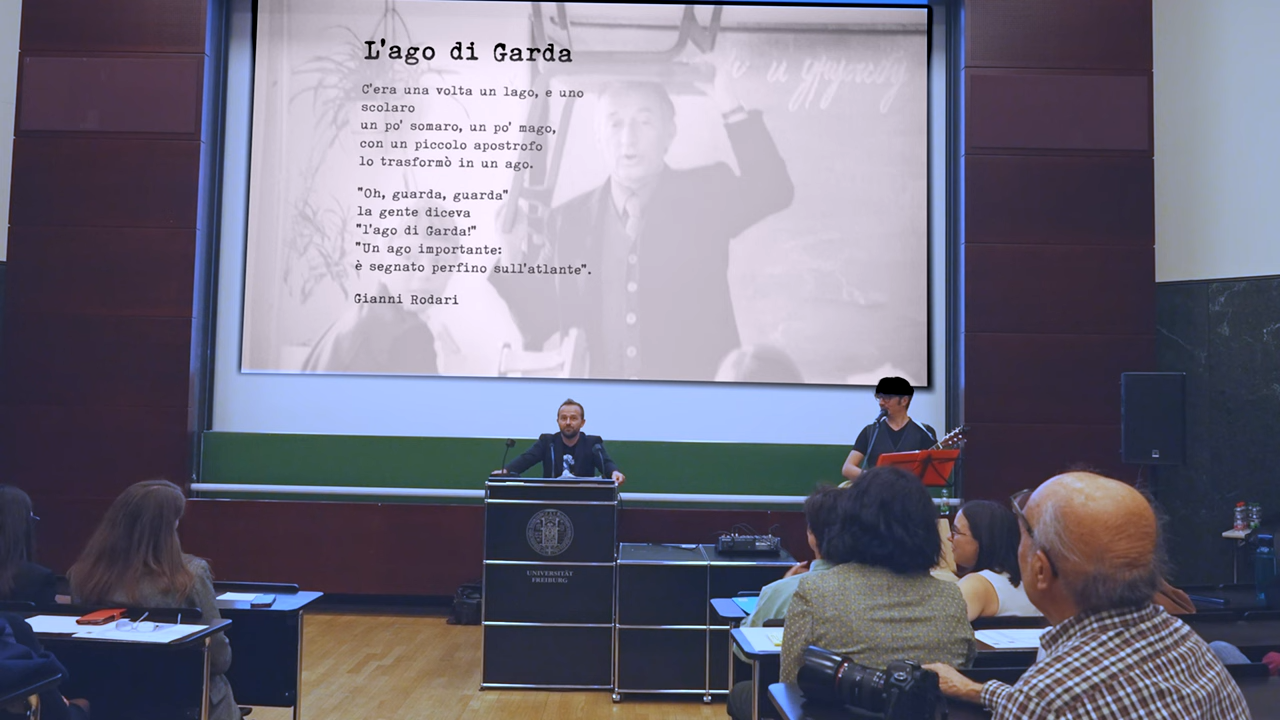 L'ago di Garda
C'era una volta un lago, e uno
scolaro
un po' somaro, un po' mago,
con un piccolo apostrofo
lo trasformò in un ago.
"Oh, guarda, guarda"
la gente diceva
"l'ago di Garda!"
"Un ago importante:
è segnato perfino sull'atlante".
Gianni Rodari
UNIVERSITÄT
FREIBURG